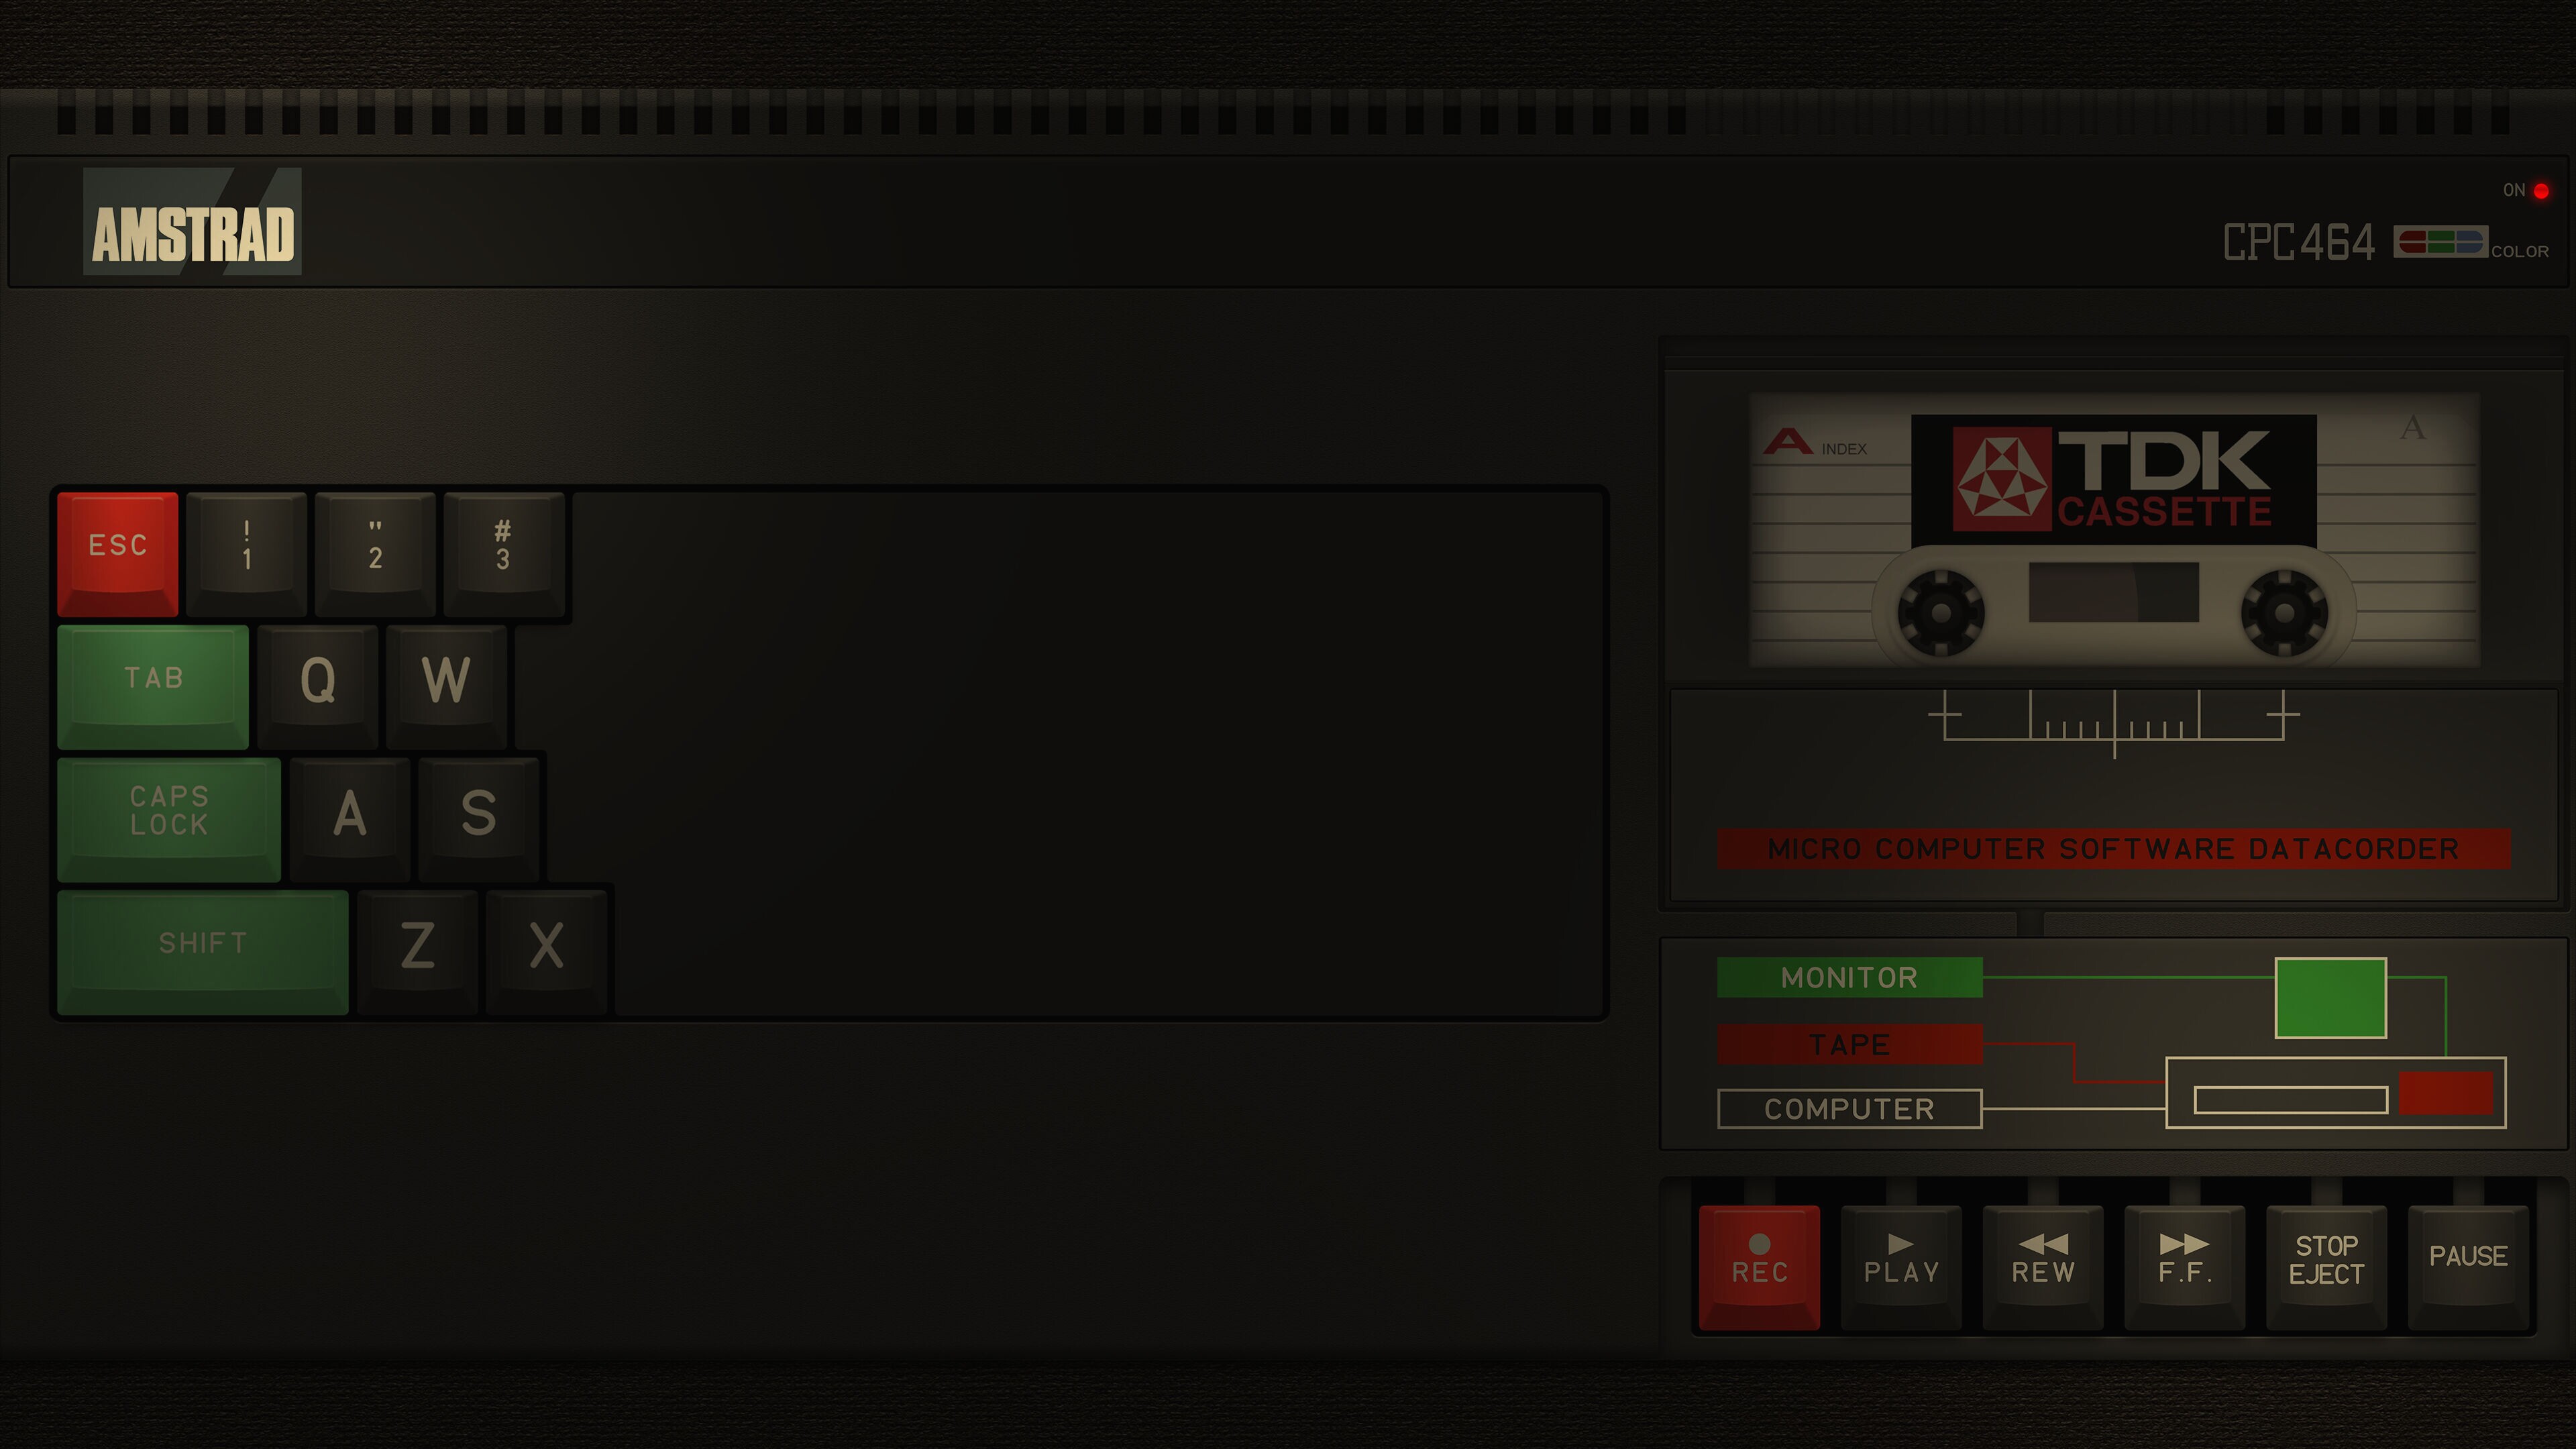 AMSTRAD
ON
CPC464
COLOR
A INDEX
A
TDK
CASSETTE
ESC
!
1
"
2
#
3
TAB
Q
W
CAPS
LOCK
A
S
SHIFT
Z
X
MICRO COMPUTER SOFTWARE DATACORDER
MONITOR
TAPE
COMPUTER
REC
PLAY
REW
F.F.
STOP
EJECT
PAUSE